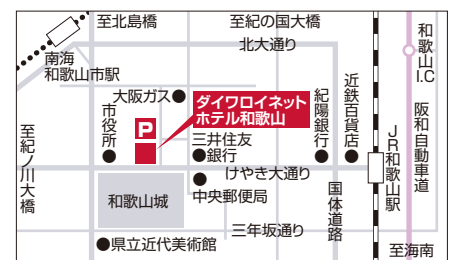 至北島橋
至紀の国大橋
北大通り
和歌山I.C
南海
和歌山市駅
大阪ガス
ダイワロイネット
ホテル和歌山
近鉄百貨店
紀陽銀行
市役所
P
三井住友
銀行
阪和自動車道
至紀ノ川大橋
JR和歌山駅
けやき大通り
中央郵便局
国体道路
和歌山城
三年坂通り
県立近代美術館
至海南